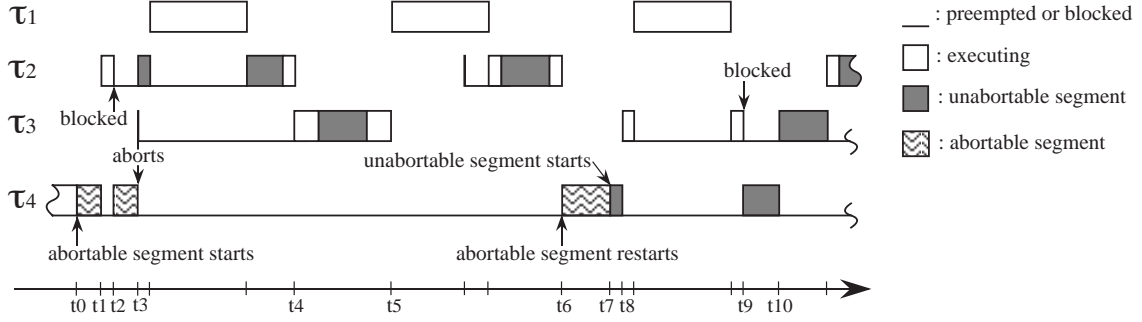 τ1
: preempted or blocked
τ2
blocked
: executing
blocked
: unabortable segment
τ3
aborts
unabortable segment starts
: abortable segment
τ4
abortable segment starts
abortable segment restarts
t0 t1 t2 t3 t4 t5 t6 t7 t8 t9 t10